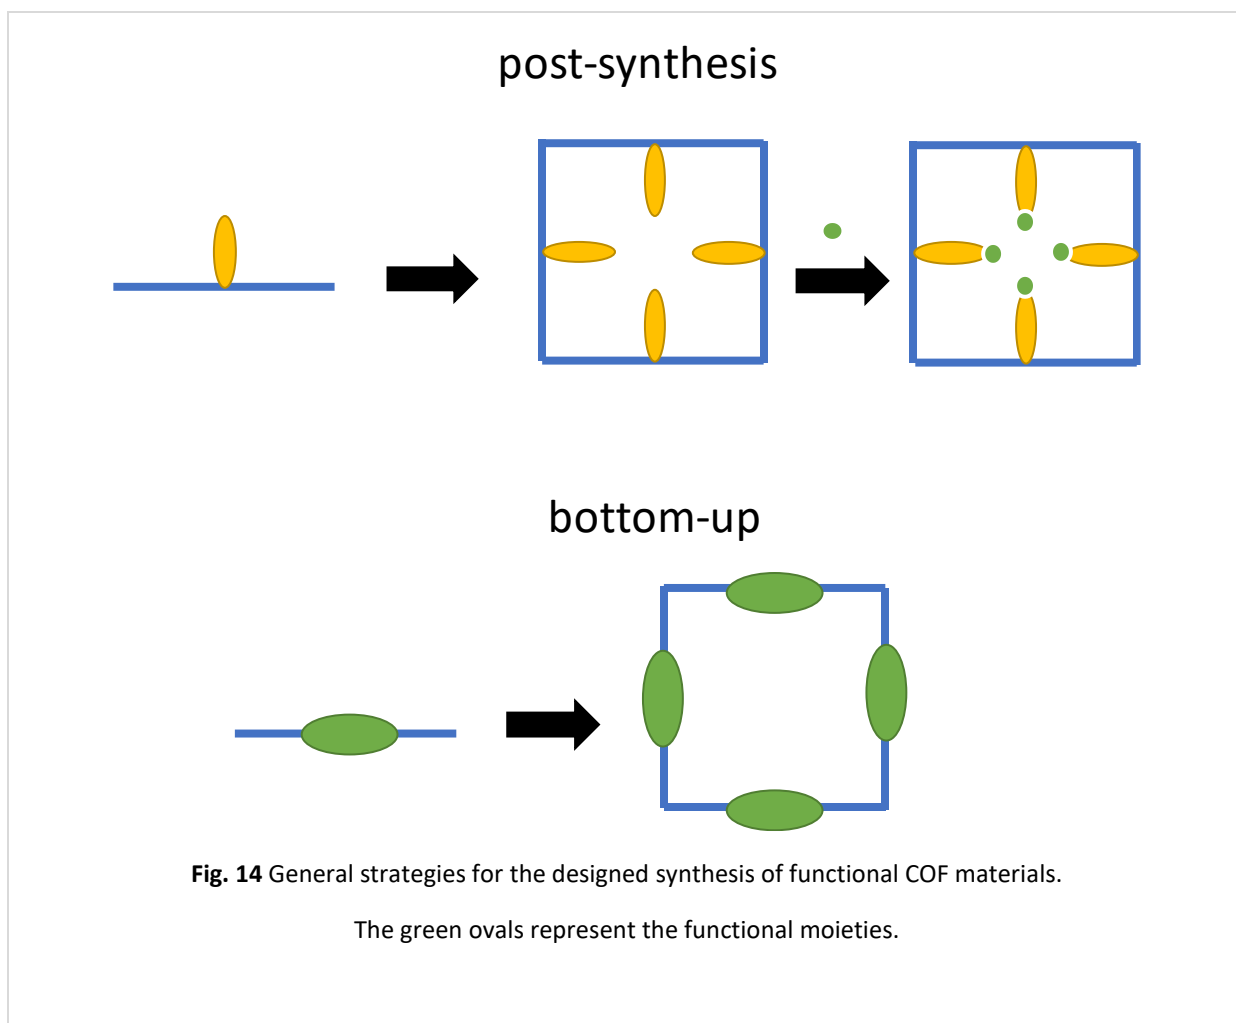 post-synthesis
bottom-up
Fig. 14 General strategies for the designed synthesis of functional COF materials.
The green ovals represent the functional moieties.